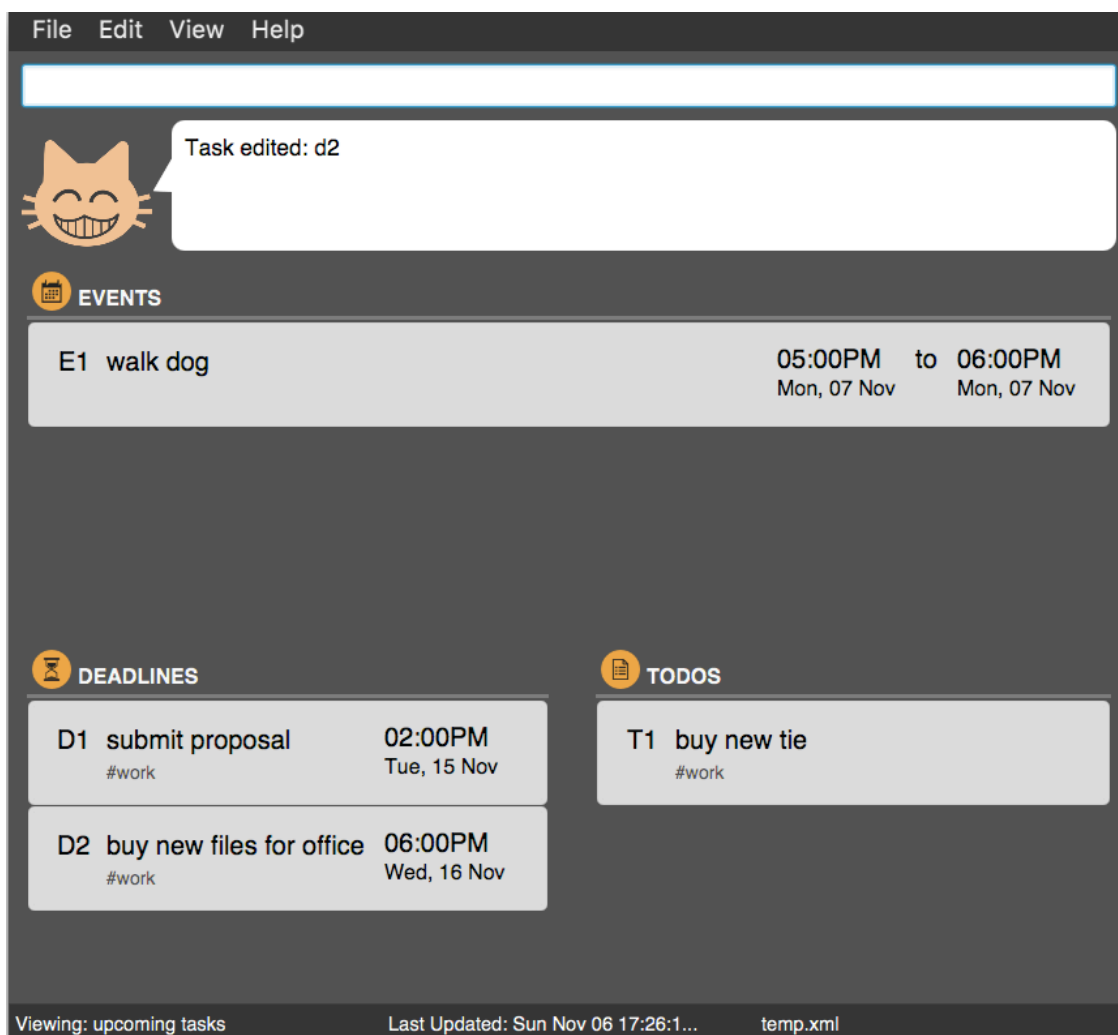 File Edit View Help
Task edited: d2
EVENTS
E1 walk dog 05:00PM to 06:00PM
Mon, 07 Nov Mon, 07 Nov
DEADLINES
D1 submit proposal 02:00PM
#work Tue, 15 Nov
D2 buy new files for office 06:00PM
#work Wed, 16 Nov
TODOS
T1 buy new tie
#work
Viewing: upcoming tasks Last Updated: Sun Nov 06 17:26:1... temp.xml